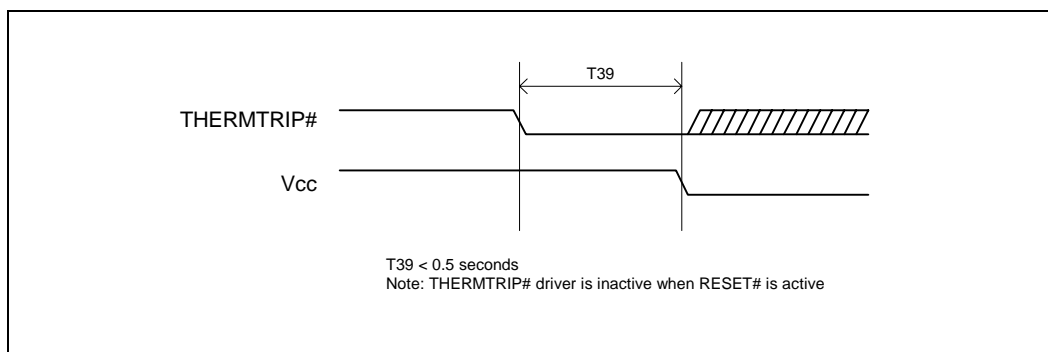 T39
THERMTRIP#
Vcc
T39 < 0.5 seconds
Note: THERMTRIP# driver is inactive when RESET# is active